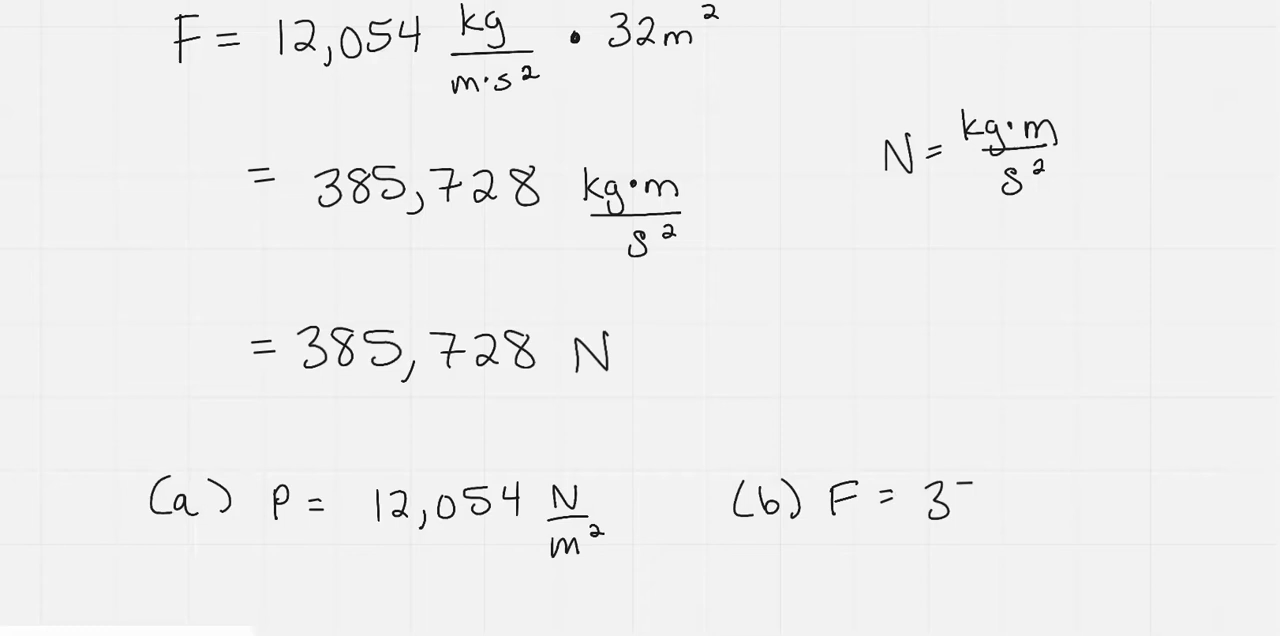 F = 12,054 kg/m·s² • 32m²
N = kg·m/s²
= 385,728 kg·m/s²
= 385,728 N
(a) P = 12,054 N/m² (b) F = 3